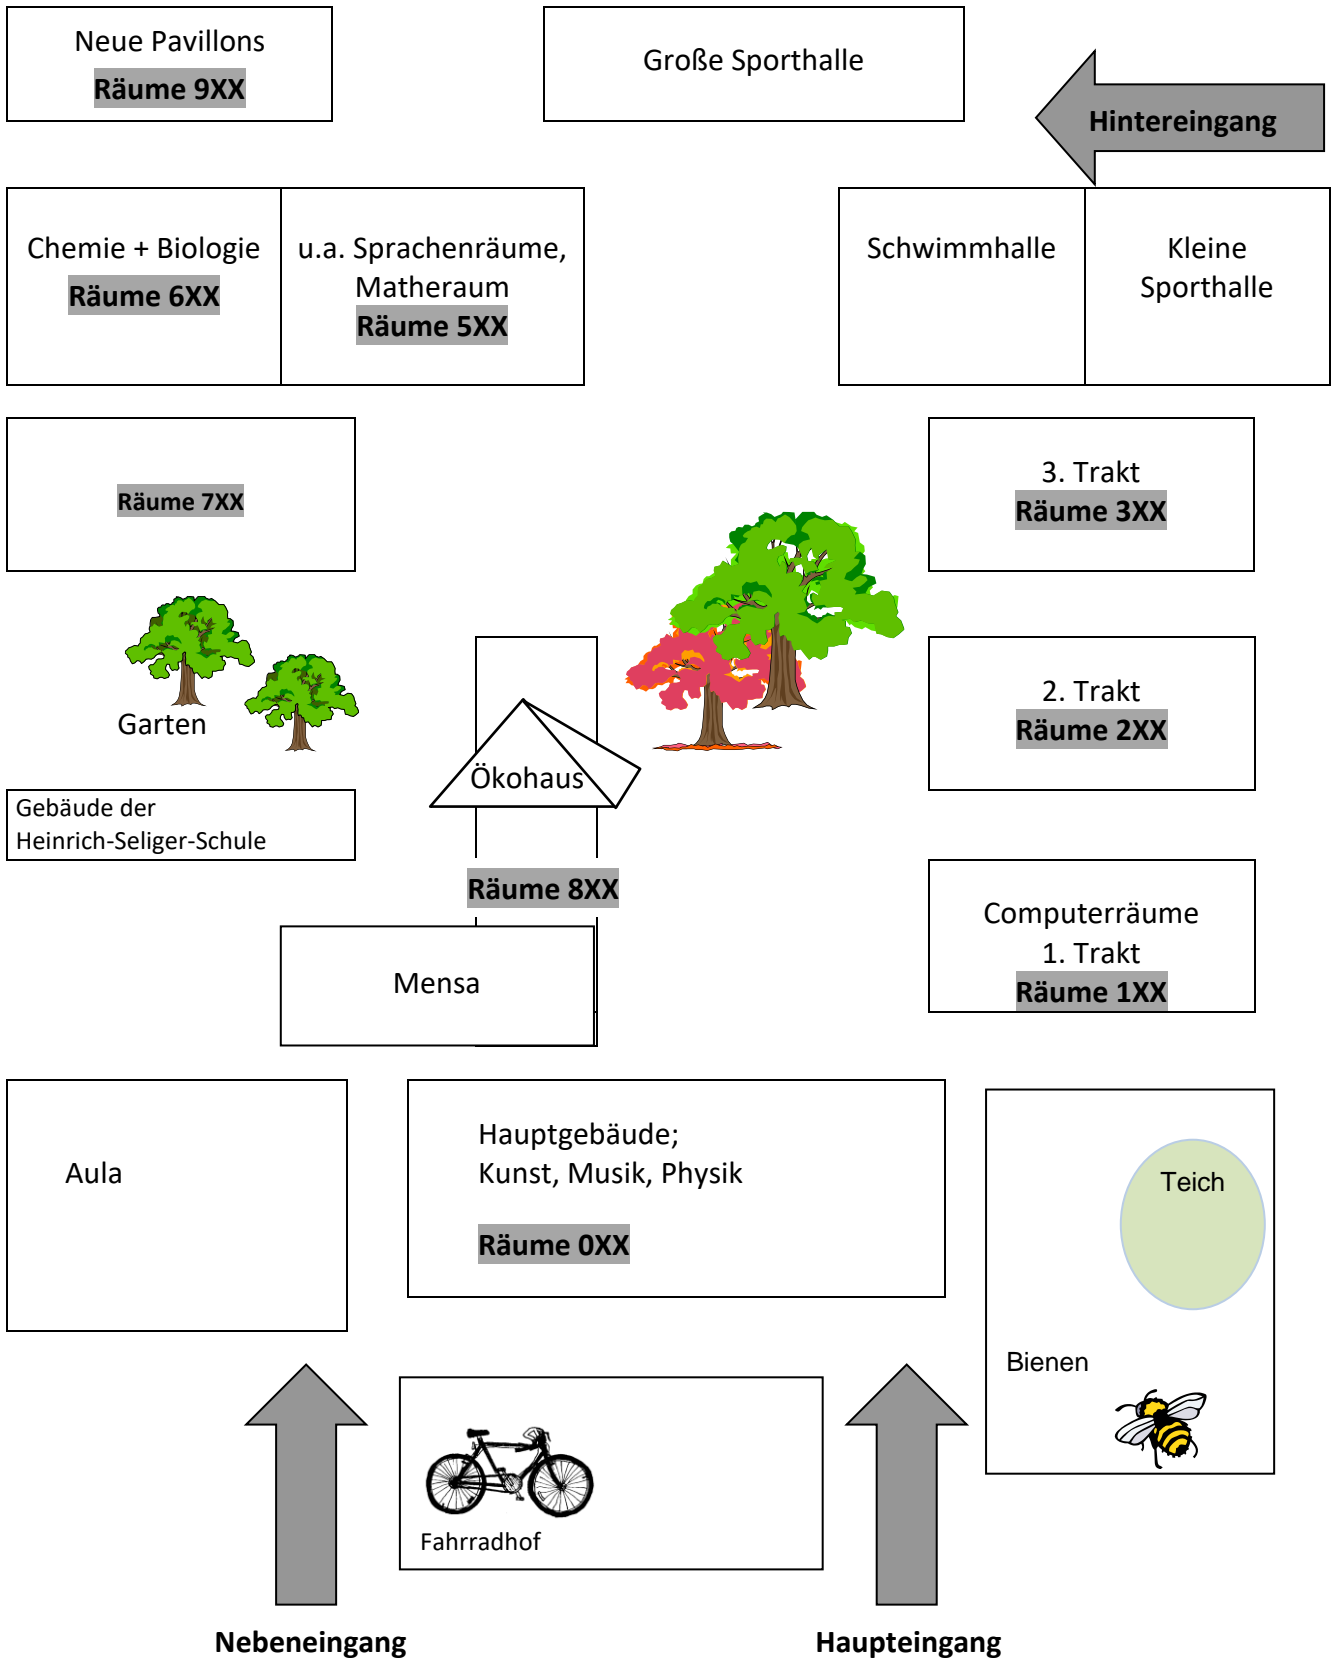 Neue Pavillons
Räume 9XX
Große Sporthalle
Hintereingang
Chemie + Biologie
Räume 6XX
u.a. Sprachenräume,
Matheraum
Räume 5XX
Schwimmhalle
Kleine
Sporthalle
Räume 7XX
3. Trakt
Räume 3XX
Garten
2. Trakt
Räume 2XX
Ökohaus
Gebäude der
Heinrich-Seliger-Schule
Räume 8XX
Computerräume
1. Trakt
Räume 1XX
Mensa
Aula
Hauptgebäude;
Kunst, Musik, Physik
Räume 0XX
Teich
Bienen
Fahrradhof
Nebeneingang
Haupteingang